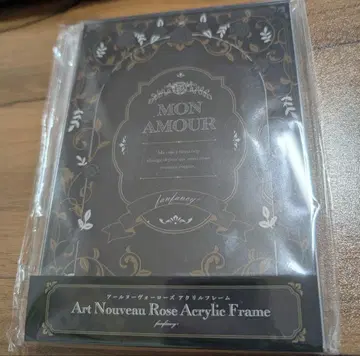 MON
AMOUR
fanfancy+
アールヌーヴォーローズ アクリルフレーム
Art Nouveau Rose Acrylic Frame
fanfancy+